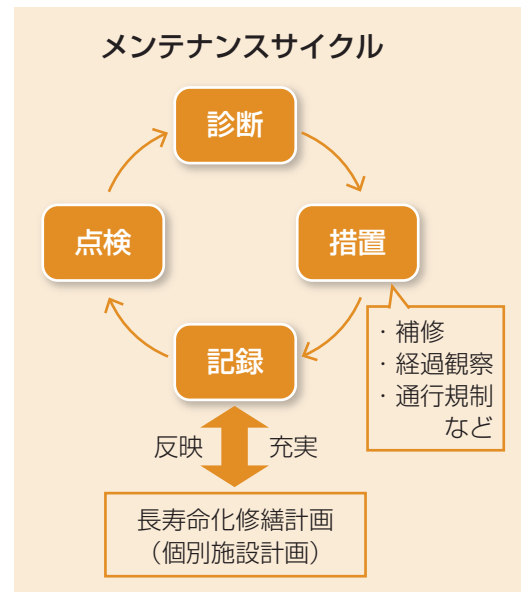 メンテナンスサイクル
診断
点検
措置
・補修
・経過観察
・通行規制
など
記録
反映 充実
長寿命化修繕計画
（個別施設計画）